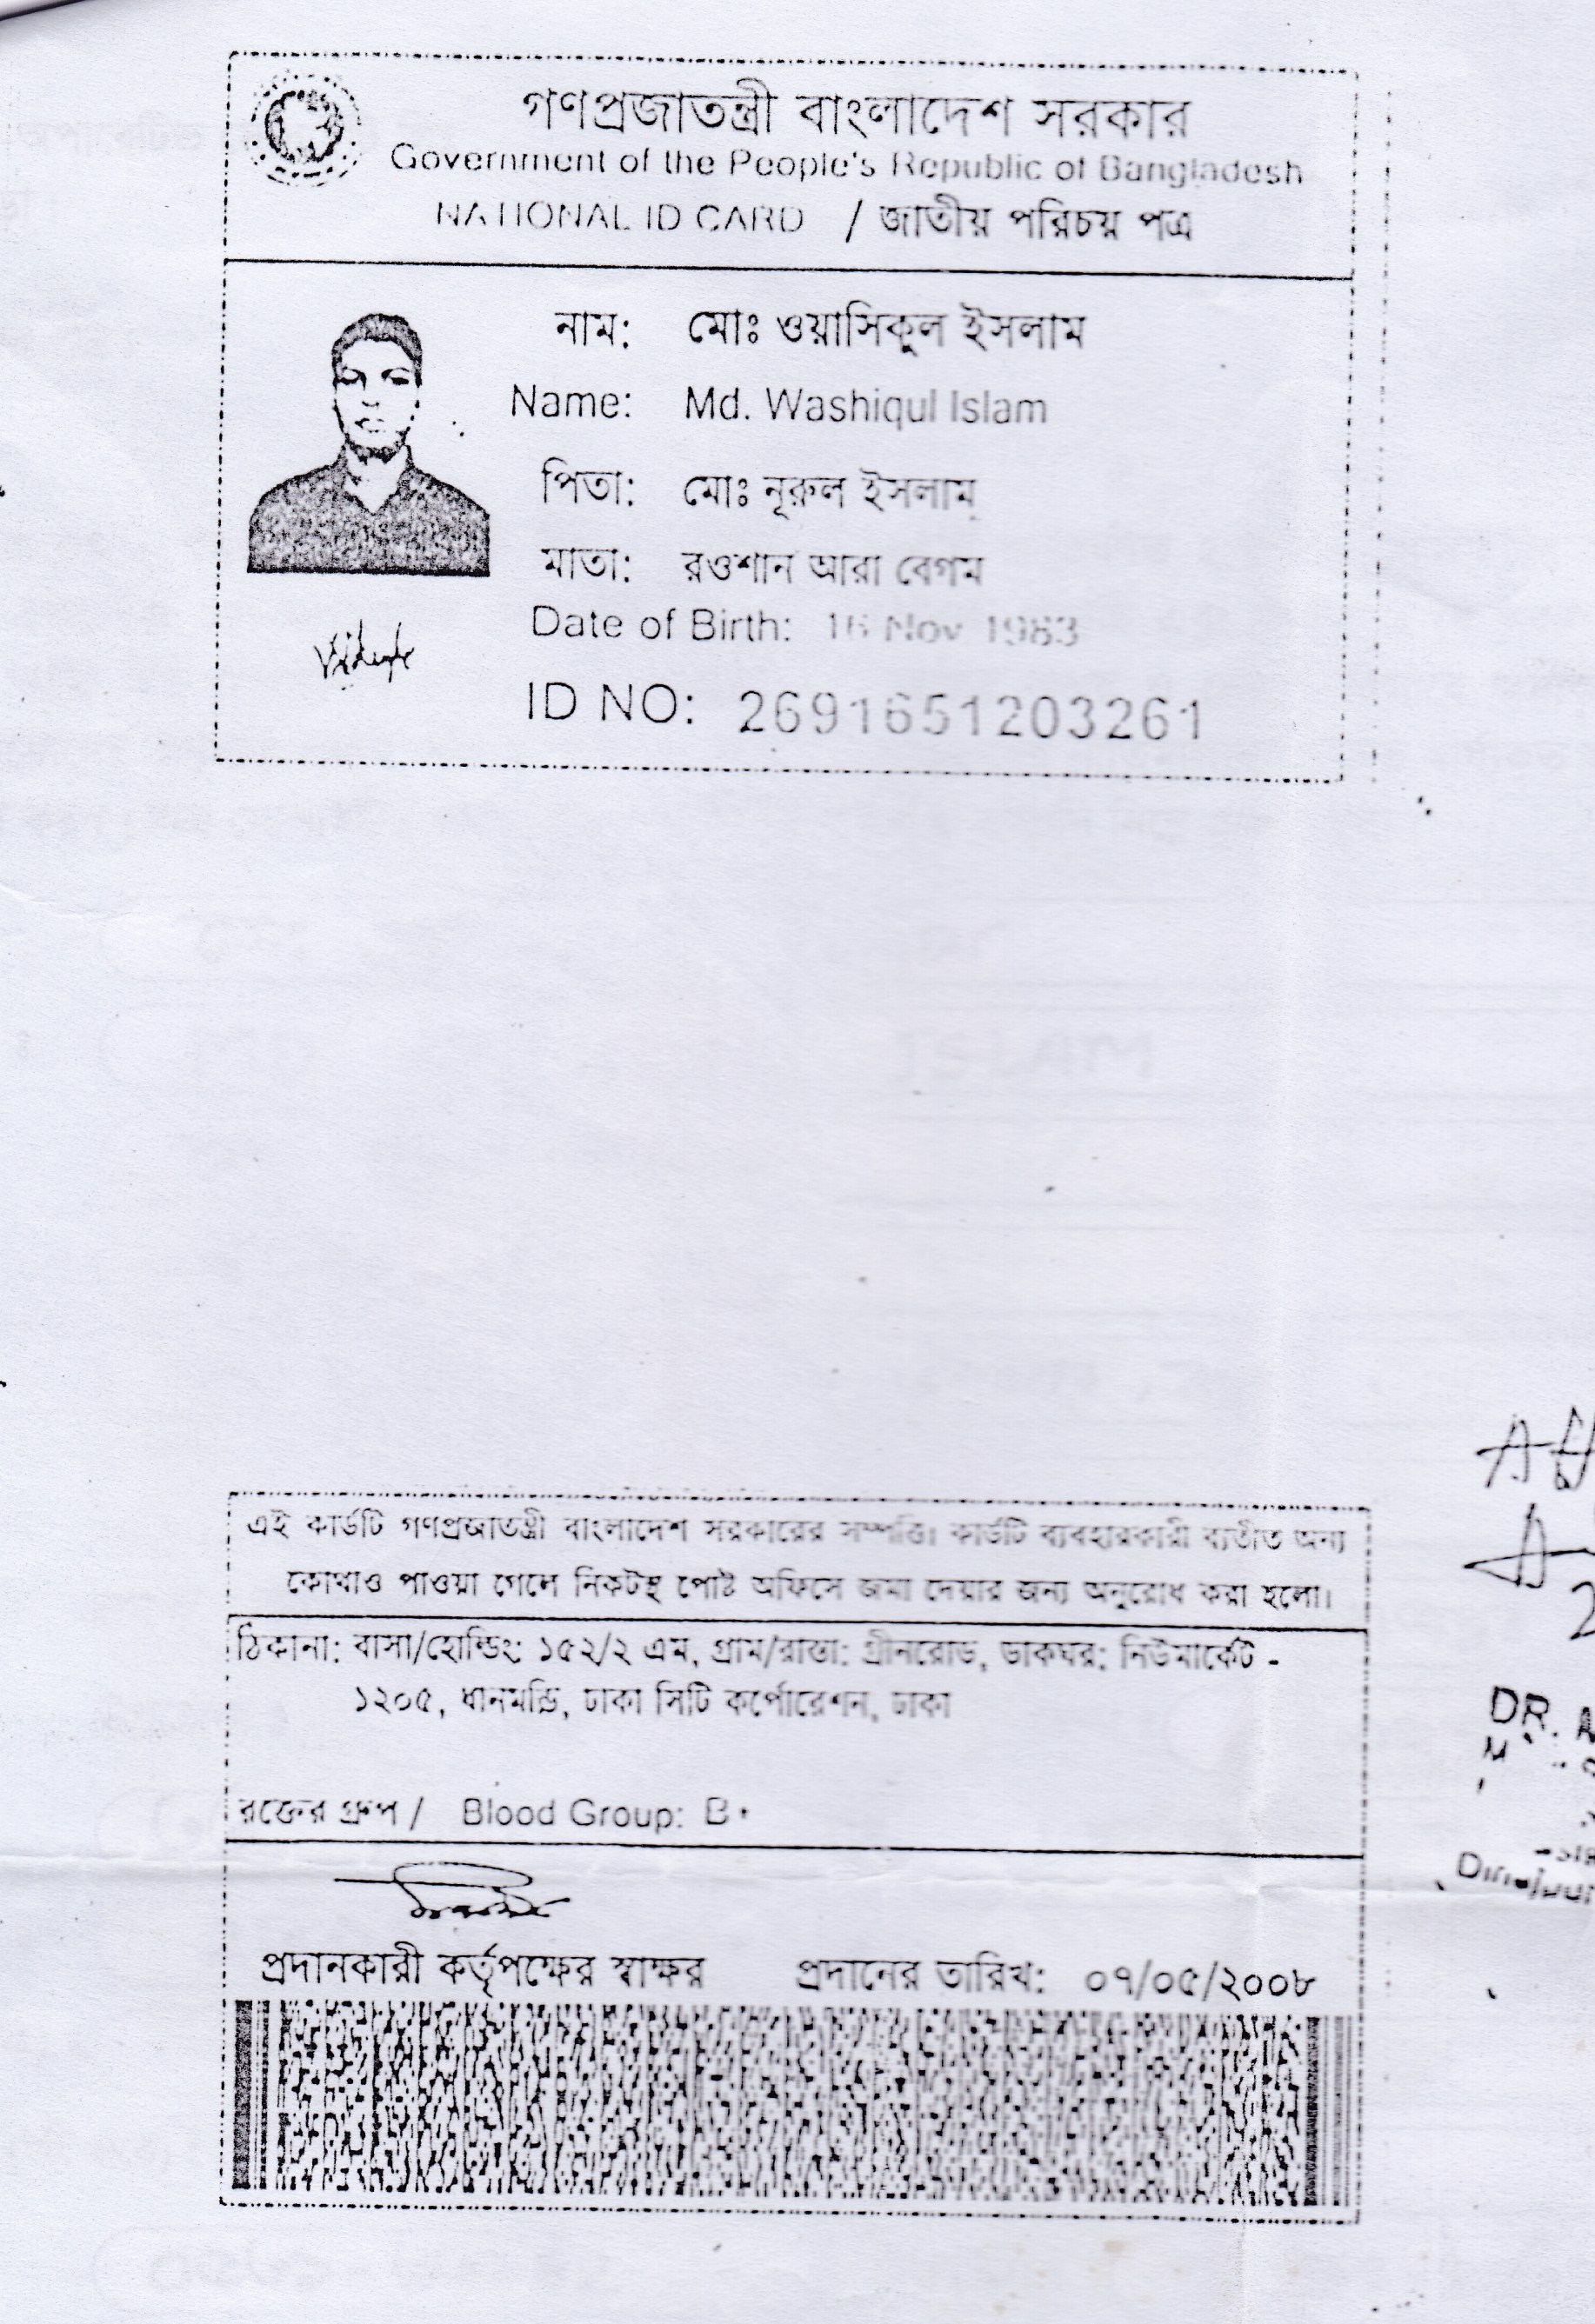 গণপ্রজাতন্ত্রী বাংলাদেশ সরকার
Government of the People's Republic of Bangladesh
NATIONAL ID CARD / জাতীয় পরিচয় পত্র
নাম: মোঃ ওয়াসিকুল ইসলাম
Name: Md. Washiqul Islam
পিতা: মোঃ নূরুল ইসলাম
মাতা: রওশান আরা বেগম
Date of Birth: 16 Nov 1983
ID NO: 2691651203261
এই কার্ডটি গণপ্রজাতন্ত্রী বাংলাদেশ সরকারের সম্পত্তি। কার্ডটি ব্যবহারকারী ব্যতীত অন্য
কোথাও পাওয়া গেলে নিকটস্থ পোষ্ট অফিসে জমা দেয়ার জন্য অনুরোধ করা হলো।
ঠিকানা: বাসা/হোল্ডিং: ১৫২/২ এম, গ্রাম/রাস্তা: গ্রীনরোড, ডাকঘর: নিউমার্কেট -
১২০৫, ধানমন্ডি, ঢাকা সিটি কর্পোরেশন, ঢাকা
রক্তের গ্রুপ / Blood Group: B+
প্রদানকারী কর্তৃপক্ষের স্বাক্ষর প্রদানের তারিখ: ০৭/০৫/২০০৮
DR.